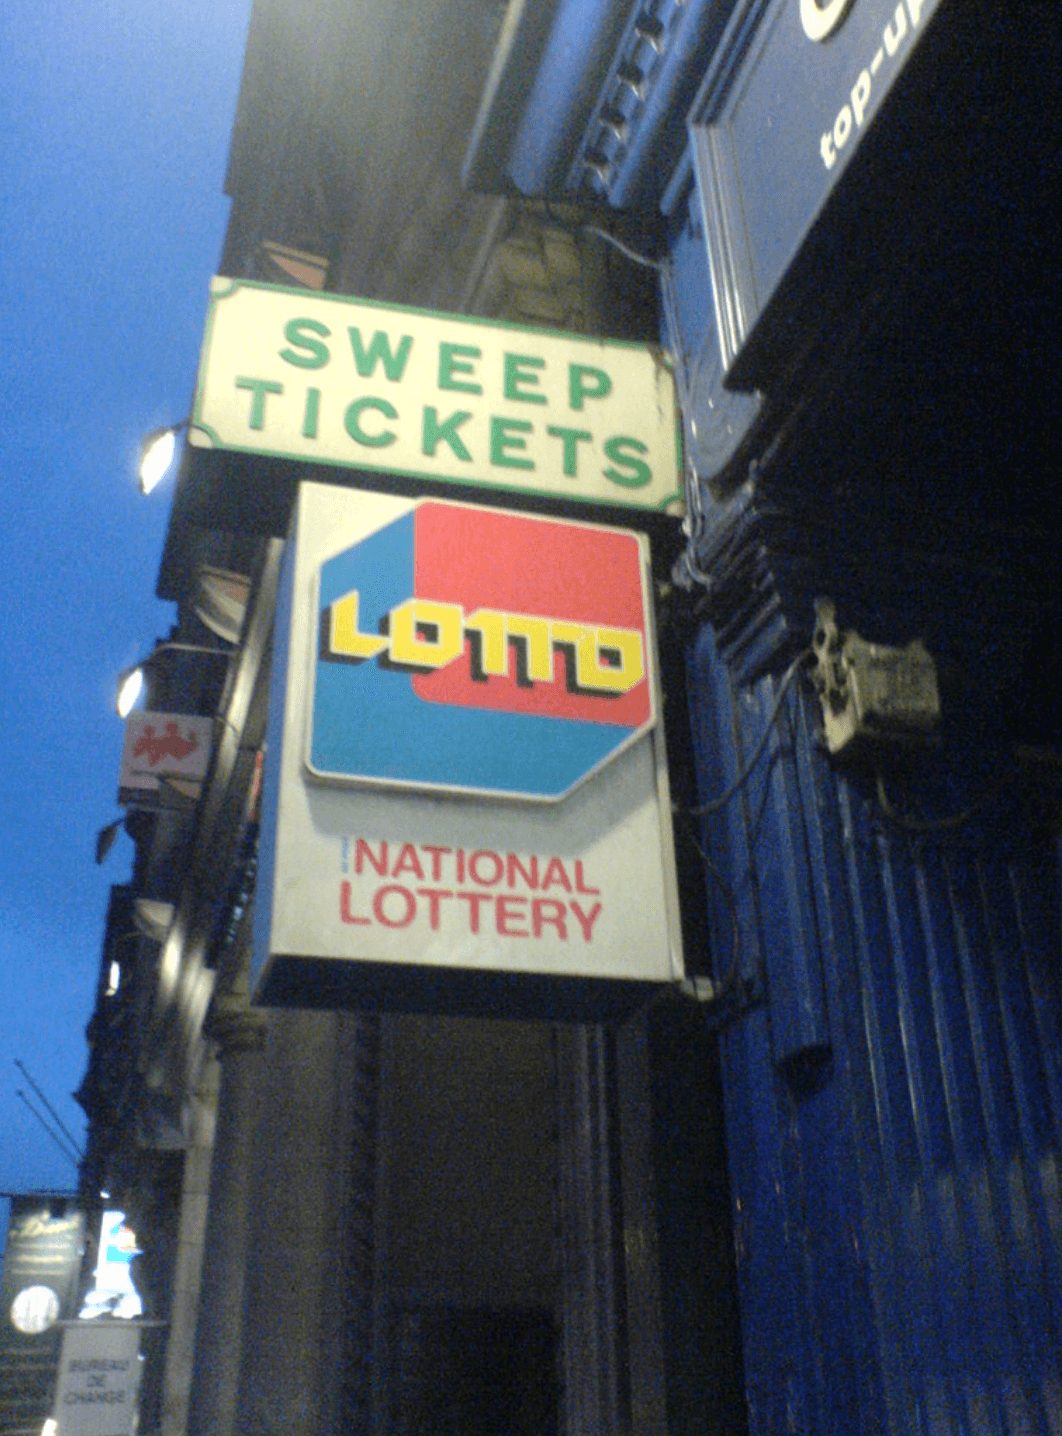 top-up
SWEEP
TICKETS
LOTTO
NATIONAL
LOTTERY
BUREAU
DE
CHANGE